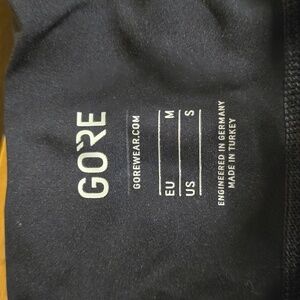 GORE
GOREWEAR.COM
EU M
US S
ENGINEERED IN GERMANY
MADE IN TURKEY